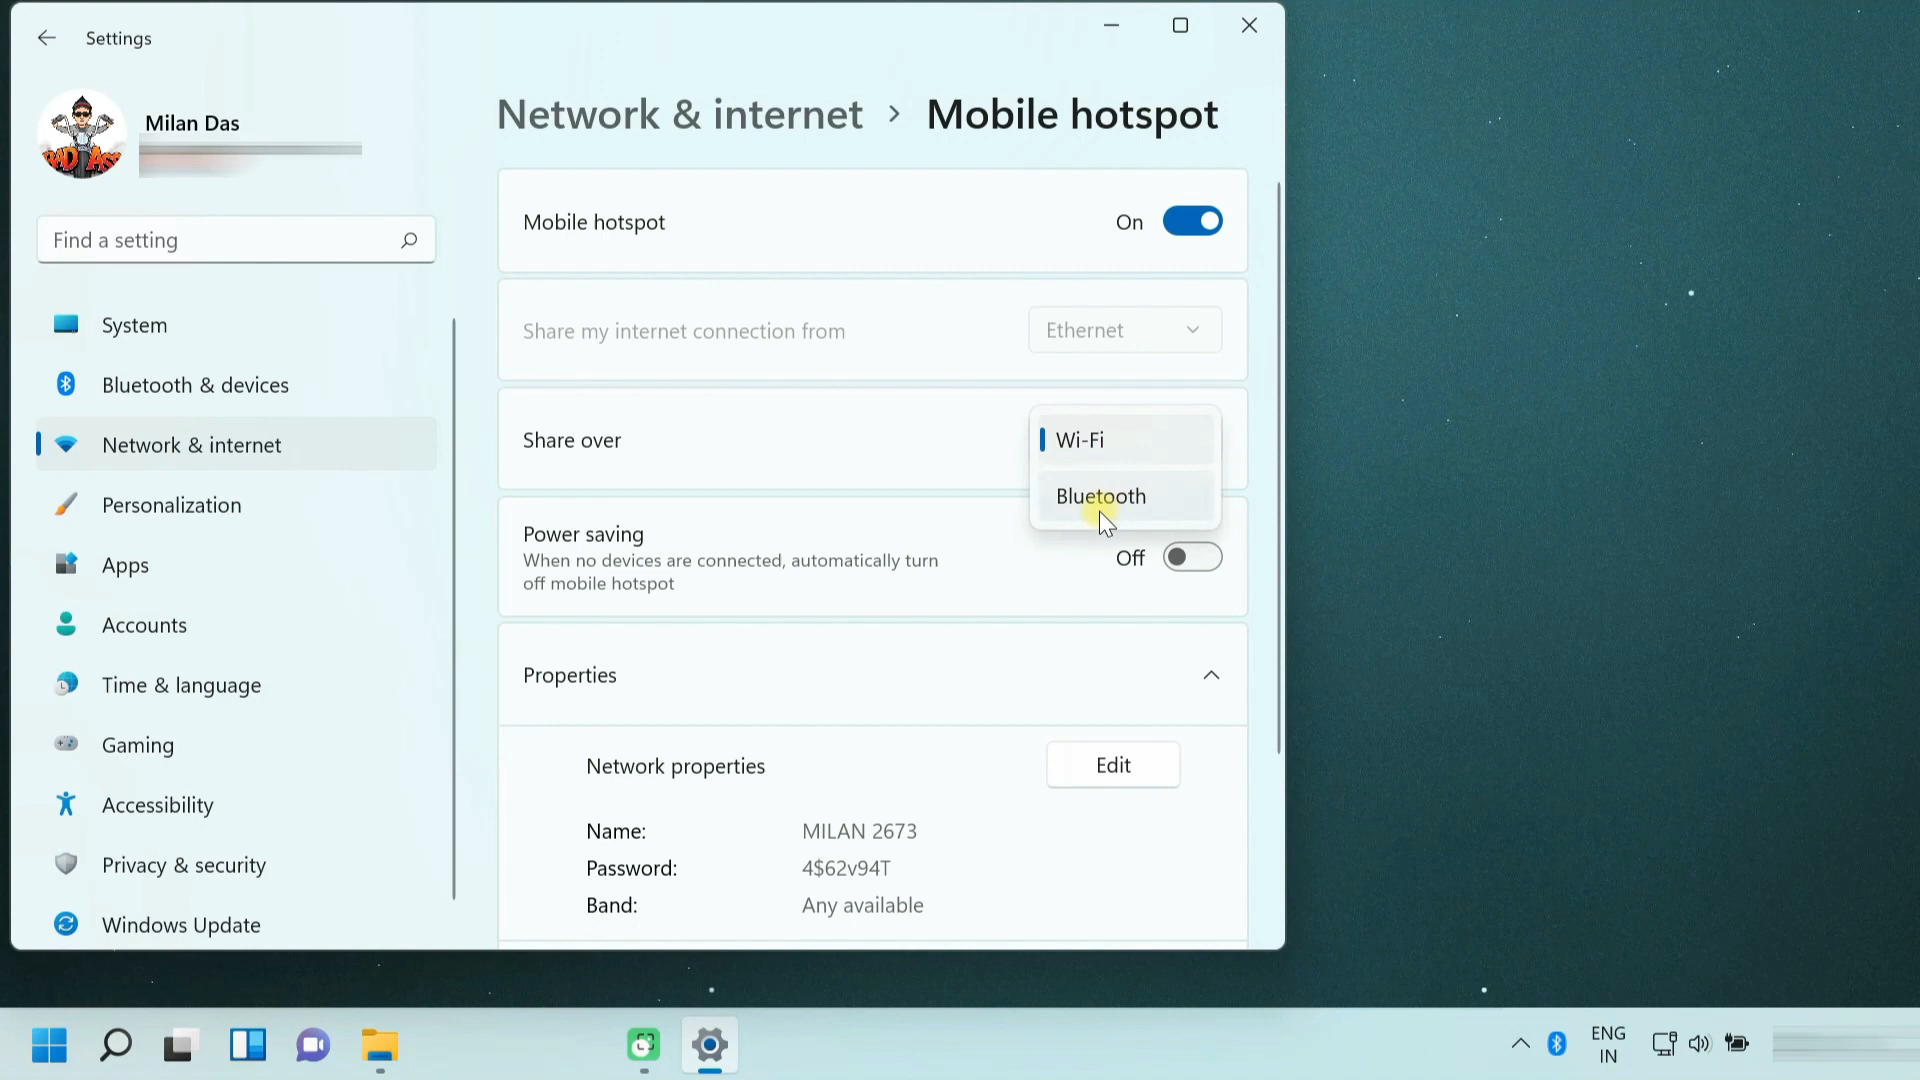 Settings
Milan Das
BAD ASS
Find a setting
System
Bluetooth & devices
Network & internet
Personalization
Apps
Accounts
Time & language
Gaming
Accessibility
Privacy & security
Windows Update
Network & internet > Mobile hotspot
Mobile hotspot On
Share my internet connection from Ethernet
Share over
Wi-Fi
Bluetooth
Power saving
When no devices are connected, automatically turn
off mobile hotspot
Off
Properties
Network properties Edit
Name: MILAN 2673
Password: 4$62v94T
Band: Any available
ENG
IN